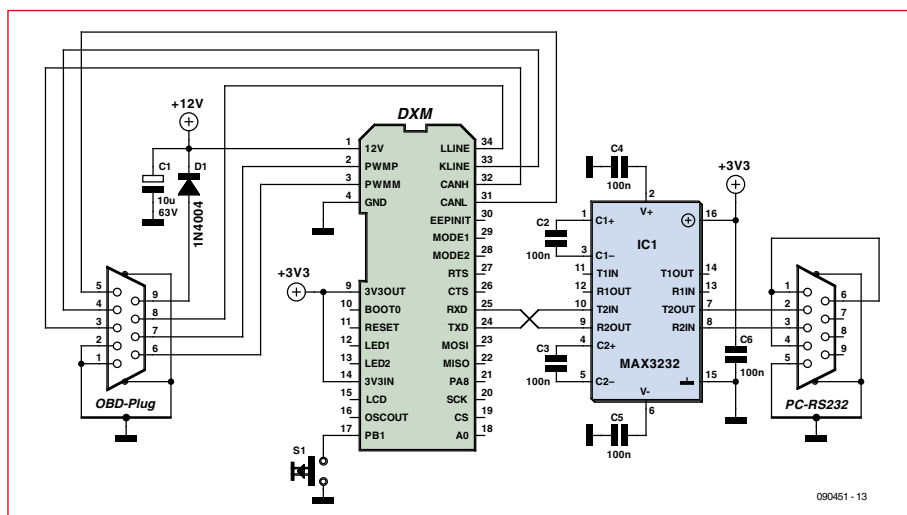 +12V
C1
10u
63V
D1
1N4004
5
4
3
2
1
9
8
7
6
OBD-Plug
DXM
1 12V
2 PWMP
3 PWMM
4 GND
+3V3
9 3V3OUT
10 BOOT0
11 RESET
12 LED1
13 LED2
14 3V3IN
15 LCD
16 OSCOUT
17 PB1
S1
LLINE 34
KLINE 33
CANH 32
CANL 31
EEPINIT 30
MODE1 29
MODE2 28
RTS 27
CTS 26
RXD 25
TXD 24
MOSI 23
MISO 22
PA8 21
SCK 20
CS 19
A0 18
C4
100n
2
V+
C2
100n
1 C1+
3 C1–
11 T1IN
12 R1OUT
10 T2IN
9 R2OUT
4 C2+
5 C2–
C3
100n
IC1
MAX3232
16
T1OUT 14
R1IN 13
T2OUT 7
R2IN 8
15
V-
6
C5
100n
+3V3
C6
100n
1
2
3
4
5
6
7
8
9
PC-RS232
090451 - 13